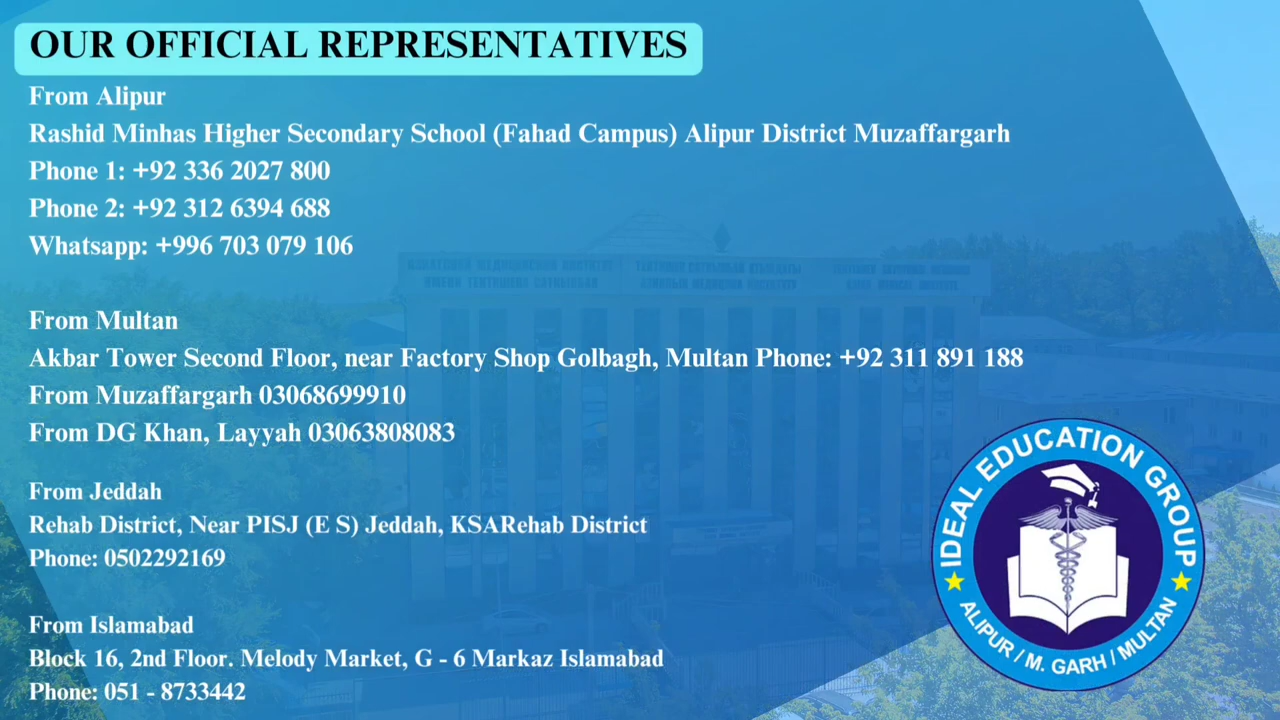 OUR OFFICIAL REPRESENTATIVES
From Alipur
Rashid Minhas Higher Secondary School (Fahad Campus) Alipur District Muzaffargarh
Phone 1: +92 336 2027 800
Phone 2: +92 312 6394 688
Whatsapp: +996 703 079 106
From Multan
Akbar Tower Second Floor, near Factory Shop Golbagh, Multan Phone: +92 311 891 188
From Muzaffargarh 03068699910
From DG Khan, Layyah 03063808083
From Jeddah
Rehab District, Near PISJ (E S) Jeddah, KSARehab District
Phone: 0502292169
From Islamabad
Block 16, 2nd Floor. Melody Market, G - 6 Markaz Islamabad
Phone: 051 - 8733442
IDEAL EDUCATION GROUP
ALIPUR / M. GARH / MULTAN